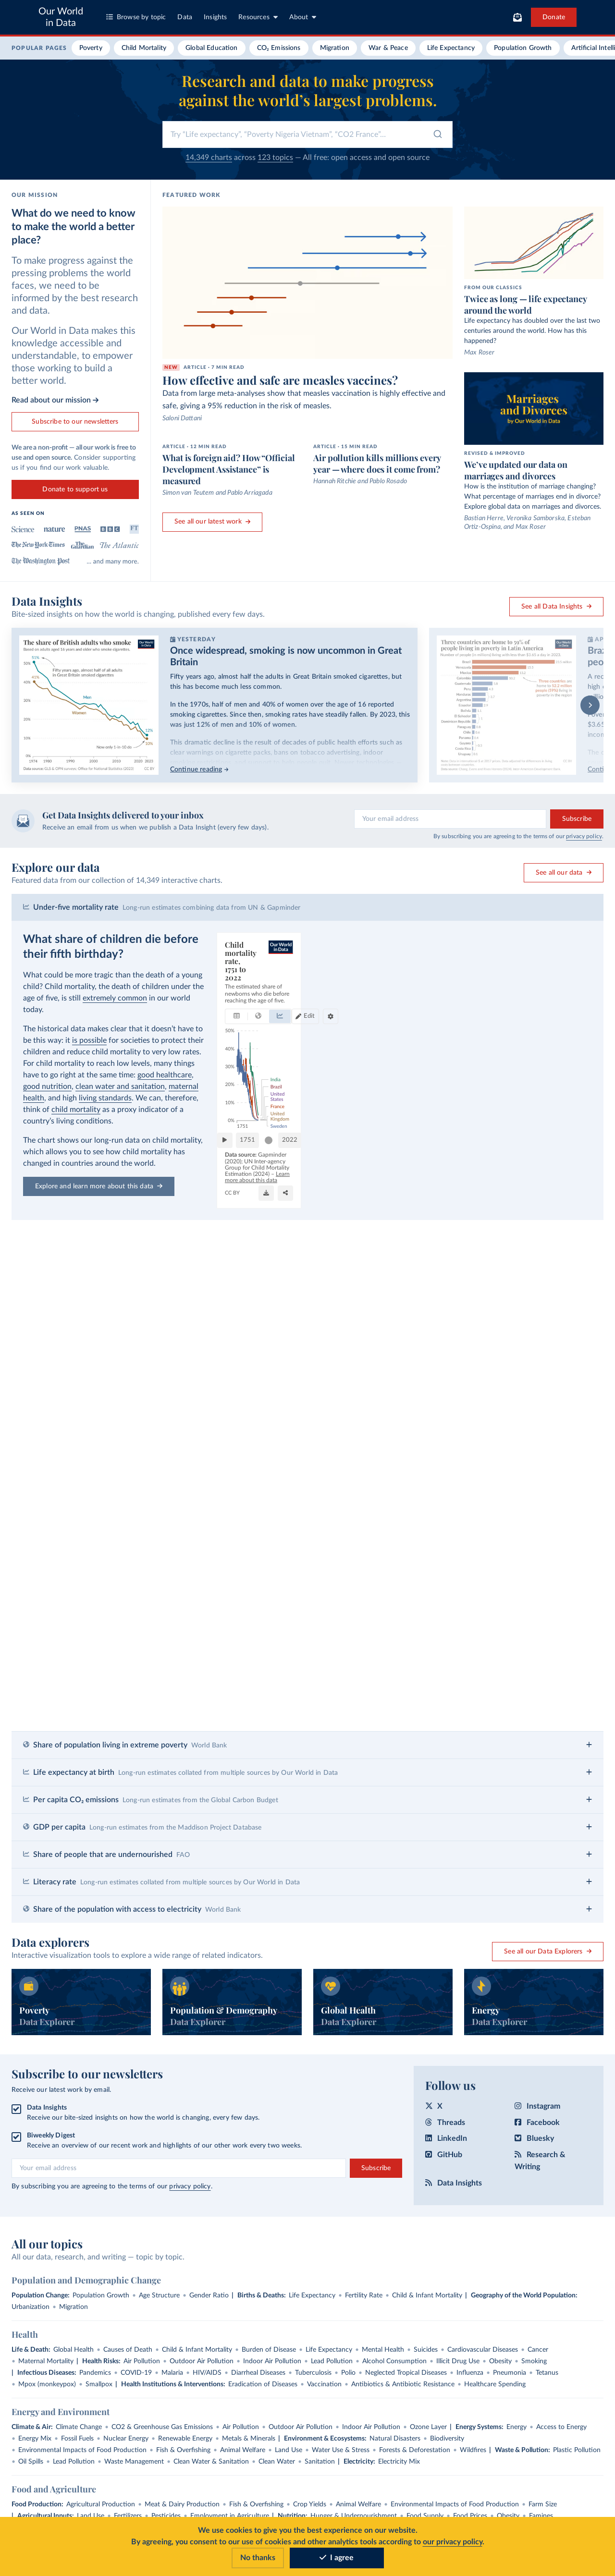 Our World
in Data
Browse by topic
Data
Insights
Resources
About
Donate
POPULAR PAGES
Poverty
Child Mortality
Global Education
CO₂ Emissions
Migration
War & Peace
Life Expectancy
Population Growth
Artificial Intelli
Research and data to make progress
against the world’s largest problems.
Try “Life expectancy”, “Poverty Nigeria Vietnam”, “CO2 France”...
14,349 charts across 123 topics — All free: open access and open source
OUR MISSION
What do we need to know
to make the world a better
place?
To make progress against the
pressing problems the world
faces, we need to be
informed by the best research
and data.
Our World in Data makes this
knowledge accessible and
understandable, to empower
those working to build a
better world.
Read about our mission
Subscribe to our newsletters
We are a non-profit — all our work is free to
use and open source. Consider supporting
us if you find our work valuable.
Donate to support us
AS SEEN ON
Science
nature
PNAS
BBC
FT
The New York Times
The Guardian
The Atlantic
The Washington Post
... and many more.
FEATURED WORK
NEW ARTICLE · 7 MIN READ
How effective and safe are measles vaccines?
Data from large meta-analyses show that measles vaccination is highly effective and
safe, giving a 95% reduction in the risk of measles.
Saloni Dattani
ARTICLE · 12 MIN READ
What is foreign aid? How “Official
Development Assistance” is
measured
Simon van Teutem and Pablo Arriagada
ARTICLE · 15 MIN READ
Air pollution kills millions every
year — where does it come from?
Hannah Ritchie and Pablo Rosado
See all our latest work
FROM OUR CLASSICS
Twice as long — life expectancy
around the world
Life expectancy has doubled over the last two
centuries around the world. How has this
happened?
Max Roser
Marriages
and Divorces
by Our World in Data
REVISED & IMPROVED
We’ve updated our data on
marriages and divorces
How is the institution of marriage changing?
What percentage of marriages end in divorce?
Explore global data on marriages and divorces.
Bastian Herre, Veronika Samborska, Esteban
Ortiz-Ospina, and Max Roser
Data Insights
Bite-sized insights on how the world is changing, published every few days.
See all Data Insights
The share of British adults who smoke
Men
Women
YESTERDAY
Once widespread, smoking is now uncommon in Great
Britain
Fifty years ago, almost half the adults in Great Britain smoked cigarettes, but
this has become much less common.
In the 1970s, half of men and 40% of women over the age of 16 reported
smoking cigarettes. Since then, smoking rates have steadily fallen. By 2023, this
was just 12% of men and 10% of women.
This dramatic decline is the result of decades of public health efforts such as
clear warnings on cigarette packs, bans on tobacco advertising, indoor
Continue reading
Three countries are home to 59% of
people living in poverty in Latin America
Get Data Insights delivered to your inbox
Receive an email from us when we publish a Data Insight (every few days).
Your email address
Subscribe
By subscribing you are agreeing to the terms of our privacy policy.
Explore our data
Featured data from our collection of 14,349 interactive charts.
See all our data
Under-five mortality rate Long-run estimates combining data from UN & Gapminder
What share of children die before
their fifth birthday?
What could be more tragic than the death of a young
child? Child mortality, the death of children under the
age of five, is still extremely common in our world
today.
The historical data makes clear that it doesn’t have to
be this way: it is possible for societies to protect their
children and reduce child mortality to very low rates.
For child mortality to reach low levels, many things
have to go right at the same time: good healthcare,
good nutrition, clean water and sanitation, maternal
health, and high living standards. We can, therefore,
think of child mortality as a proxy indicator of a
country’s living conditions.
The chart shows our long-run data on child mortality,
which allows you to see how child mortality has
changed in countries around the world.
Explore and learn more about this data
Child
mortality
rate,
1751 to
2022
Our World
in Data
The estimated share of
newborns who die before
reaching the age of five.
Edit
50%
40%
30%
20%
10%
0%
India
Brazil
United
States
France
United
Kingdom
Sweden
1751
1751
2022
Data source: Gapminder
(2020); UN Inter-agency
Group for Child Mortality
Estimation (2024) – Learn
more about this data
CC BY
Share of population living in extreme poverty World Bank
Life expectancy at birth Long-run estimates collated from multiple sources by Our World in Data
Per capita CO₂ emissions Long-run estimates from the Global Carbon Budget
GDP per capita Long-run estimates from the Maddison Project Database
Share of people that are undernourished FAO
Literacy rate Long-run estimates collated from multiple sources by Our World in Data
Share of the population with access to electricity World Bank
Data explorers
Interactive visualization tools to explore a wide range of related indicators.
See all our Data Explorers
Poverty
Data Explorer
Population & Demography
Data Explorer
Global Health
Data Explorer
Energy
Data Explorer
Subscribe to our newsletters
Receive our latest work by email.
Data Insights
Receive our bite-sized insights on how the world is changing, every few days.
Biweekly Digest
Receive an overview of our recent work and highlights of our other work every two weeks.
Your email address
Subscribe
By subscribing you are agreeing to the terms of our privacy policy.
Follow us
X
Instagram
Threads
Facebook
LinkedIn
Bluesky
GitHub
Research &
Writing
Data Insights
All our topics
All our data, research, and writing — topic by topic.
Population and Demographic Change
Population Change: Population Growth • Age Structure • Gender Ratio | Births & Deaths: Life Expectancy • Fertility Rate • Child & Infant Mortality | Geography of the World Population:
Urbanization • Migration
Health
Life & Death: Global Health • Causes of Death • Child & Infant Mortality • Burden of Disease • Life Expectancy • Mental Health • Suicides • Cardiovascular Diseases • Cancer
• Maternal Mortality | Health Risks: Air Pollution • Outdoor Air Pollution • Indoor Air Pollution • Lead Pollution • Alcohol Consumption • Illicit Drug Use • Obesity • Smoking
| Infectious Diseases: Pandemics • COVID-19 • Malaria • HIV/AIDS • Diarrheal Diseases • Tuberculosis • Polio • Neglected Tropical Diseases • Influenza • Pneumonia • Tetanus
• Mpox (monkeypox) • Smallpox | Health Institutions & Interventions: Eradication of Diseases • Vaccination • Antibiotics & Antibiotic Resistance • Healthcare Spending
Energy and Environment
Climate & Air: Climate Change • CO2 & Greenhouse Gas Emissions • Air Pollution • Outdoor Air Pollution • Indoor Air Pollution • Ozone Layer | Energy Systems: Energy • Access to Energy
• Energy Mix • Fossil Fuels • Nuclear Energy • Renewable Energy • Metals & Minerals | Environment & Ecosystems: Natural Disasters • Biodiversity
• Environmental Impacts of Food Production • Fish & Overfishing • Animal Welfare • Land Use • Water Use & Stress • Forests & Deforestation • Wildfires | Waste & Pollution: Plastic Pollution
• Oil Spills • Lead Pollution • Waste Management • Clean Water & Sanitation • Clean Water • Sanitation | Electricity: Electricity Mix
Food and Agriculture
Food Production: Agricultural Production • Meat & Dairy Production • Fish & Overfishing • Crop Yields • Animal Welfare • Environmental Impacts of Food Production • Farm Size
| Agricultural Inputs: Land Use • Fertilizers • Pesticides • Employment in Agriculture | Nutrition: Hunger & Undernourishment • Food Supply • Food Prices • Obesity • Famines
We use cookies to give you the best experience on our website.
By agreeing, you consent to our use of cookies and other analytics tools according to our privacy policy.
No thanks
I agree